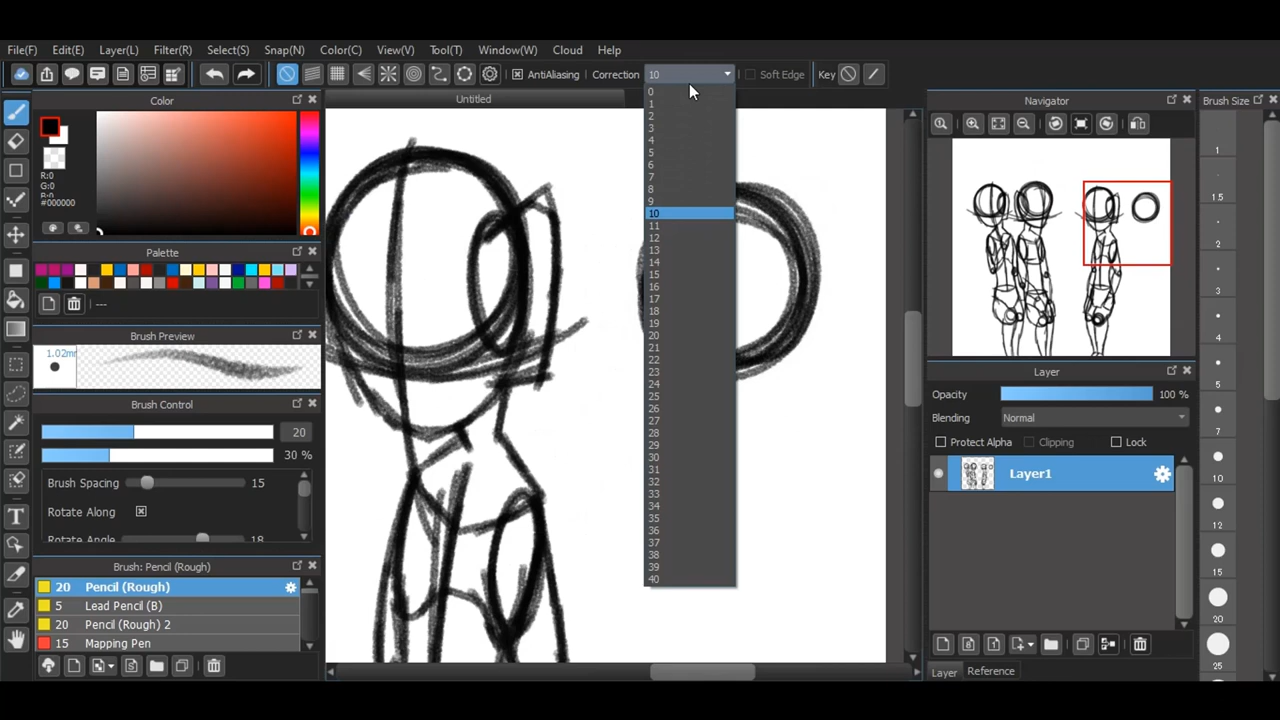 File(F) Edit(E) Layer(L) Filter(R) Select(S) Snap(N) Color(C) View(V) Tool(T) Window(W) Cloud Help
AntiAliasing Correction 10 Soft Edge Key
Color
Untitled
Navigator
Brush Size
R:0
G:0
B:0
#000000
Palette
---
Brush Preview
1.02mm
Brush Control
20
30 %
Brush Spacing 15
Rotate Along
Rotate Angle 18
Brush: Pencil (Rough)
20 Pencil (Rough)
5 Lead Pencil (B)
20 Pencil (Rough) 2
15 Mapping Pen
0
1
2
3
4
5
6
7
8
9
10
11
12
13
14
15
16
17
18
19
20
21
22
23
24
25
26
27
28
29
30
31
32
33
34
35
36
37
38
39
40
Layer
Opacity 100 %
Blending Normal
Protect Alpha Clipping Lock
Layer1
Layer Reference
1
1.5
2
3
4
5
7
10
12
15
20
25